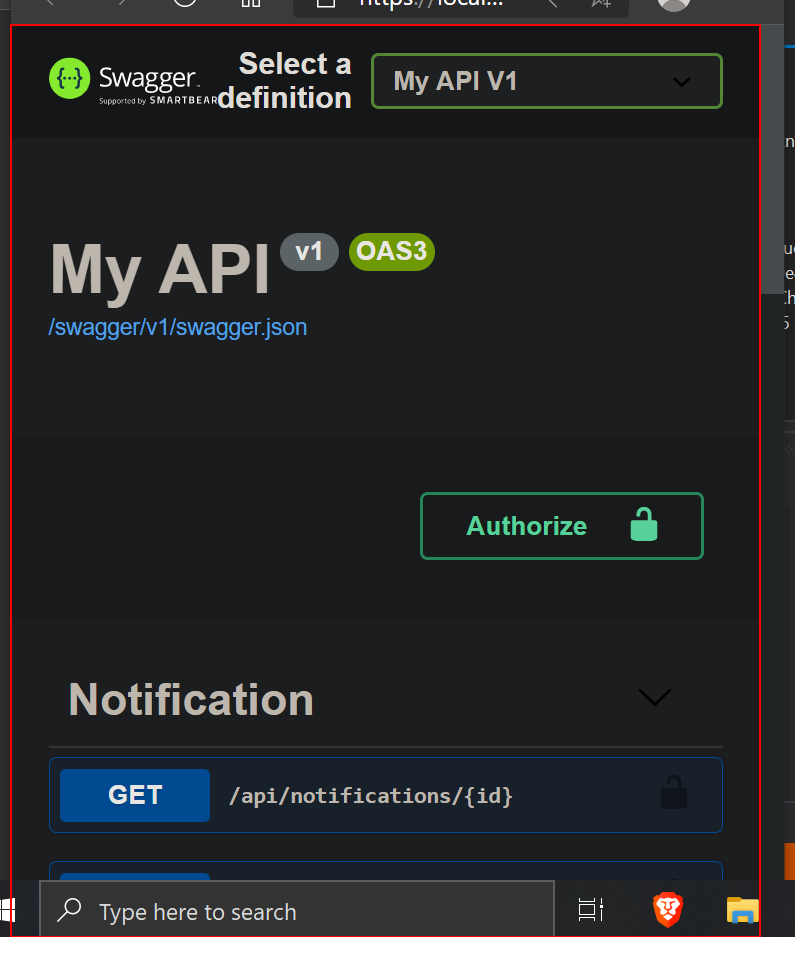 https://local...
Swagger
Supported by SMARTBEAR
Select a
definition
My API V1
My API v1 OAS3
/swagger/v1/swagger.json
Authorize
Notification
GET /api/notifications/{id}
Type here to search